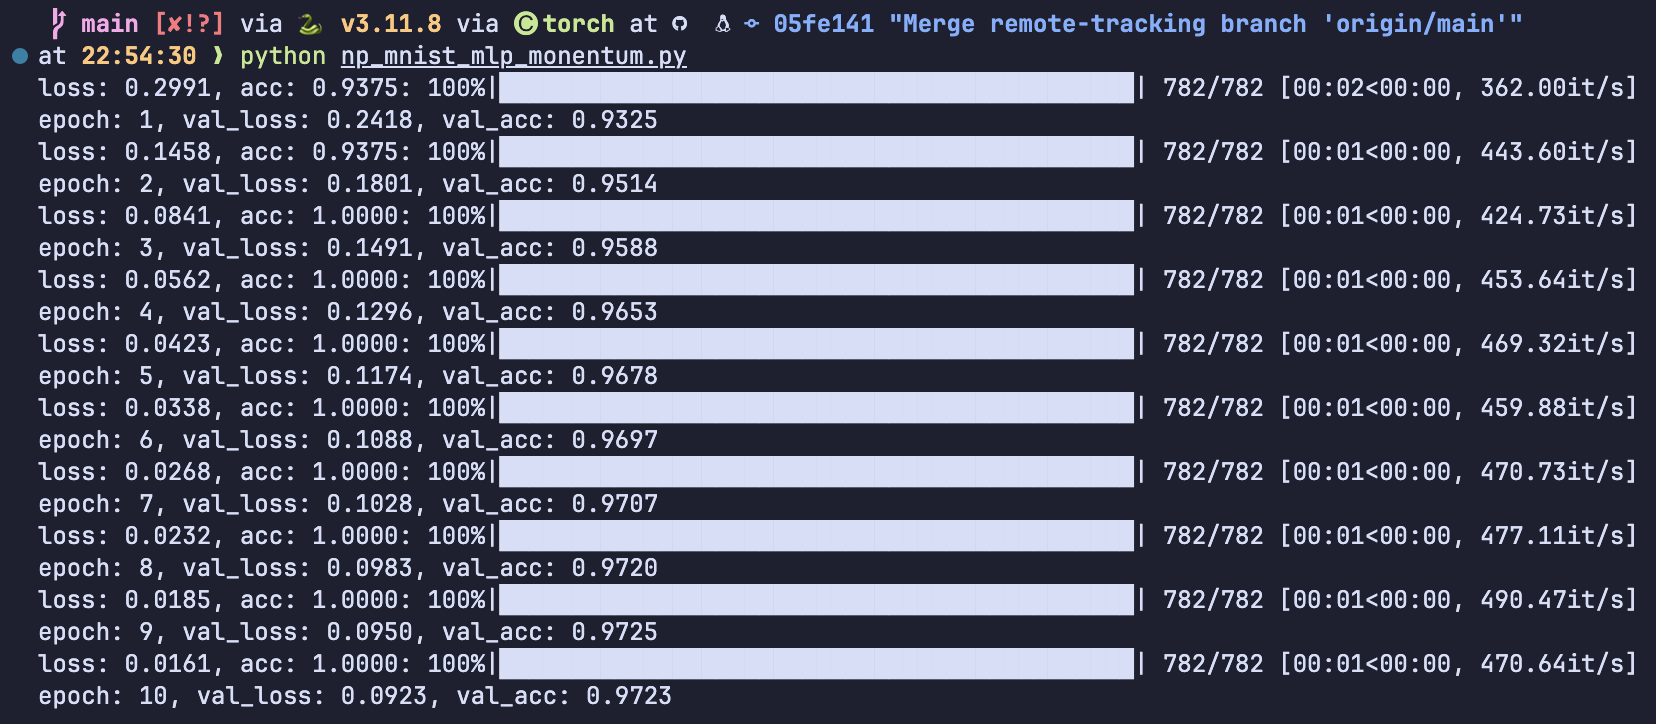 main [✘!?] via 🐍 v3.11.8 via C torch at 05fe141 "Merge remote-tracking branch 'origin/main'"
at 22:54:30 ❱ python np_mnist_mlp_monentum.py
loss: 0.2991, acc: 0.9375: 100%|██████████| 782/782 [00:02<00:00, 362.00it/s]
epoch: 1, val_loss: 0.2418, val_acc: 0.9325
loss: 0.1458, acc: 0.9375: 100%|██████████| 782/782 [00:01<00:00, 443.60it/s]
epoch: 2, val_loss: 0.1801, val_acc: 0.9514
loss: 0.0841, acc: 1.0000: 100%|██████████| 782/782 [00:01<00:00, 424.73it/s]
epoch: 3, val_loss: 0.1491, val_acc: 0.9588
loss: 0.0562, acc: 1.0000: 100%|██████████| 782/782 [00:01<00:00, 453.64it/s]
epoch: 4, val_loss: 0.1296, val_acc: 0.9653
loss: 0.0423, acc: 1.0000: 100%|██████████| 782/782 [00:01<00:00, 469.32it/s]
epoch: 5, val_loss: 0.1174, val_acc: 0.9678
loss: 0.0338, acc: 1.0000: 100%|██████████| 782/782 [00:01<00:00, 459.88it/s]
epoch: 6, val_loss: 0.1088, val_acc: 0.9697
loss: 0.0268, acc: 1.0000: 100%|██████████| 782/782 [00:01<00:00, 470.73it/s]
epoch: 7, val_loss: 0.1028, val_acc: 0.9707
loss: 0.0232, acc: 1.0000: 100%|██████████| 782/782 [00:01<00:00, 477.11it/s]
epoch: 8, val_loss: 0.0983, val_acc: 0.9720
loss: 0.0185, acc: 1.0000: 100%|██████████| 782/782 [00:01<00:00, 490.47it/s]
epoch: 9, val_loss: 0.0950, val_acc: 0.9725
loss: 0.0161, acc: 1.0000: 100%|██████████| 782/782 [00:01<00:00, 470.64it/s]
epoch: 10, val_loss: 0.0923, val_acc: 0.9723